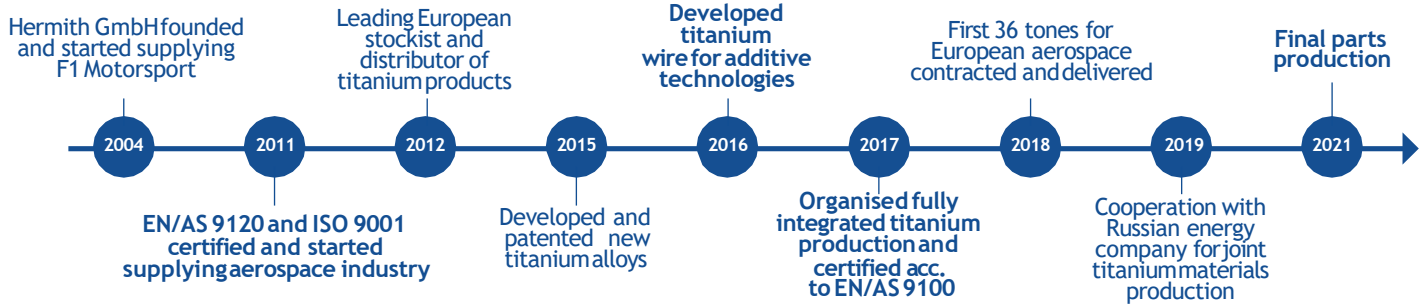 Hermith GmbH founded
and started supplying
F1 Motorsport
Leading European
stockist and
distributor of
titanium products
Developed
titanium
wire for additive
technologies
First 36 tones for
European aerospace
contracted and delivered
Final parts
production
2004
2011
2012
2015
2016
2017
2018
2019
2021
EN/AS 9120 and ISO 9001
certified and started
supplying aerospace industry
Developed and
patented new
titanium alloys
Organised fully
integrated titanium
production and
certified acc.
to EN/AS 9100
Cooperation with
Russian energy
company for joint
titanium materials
production